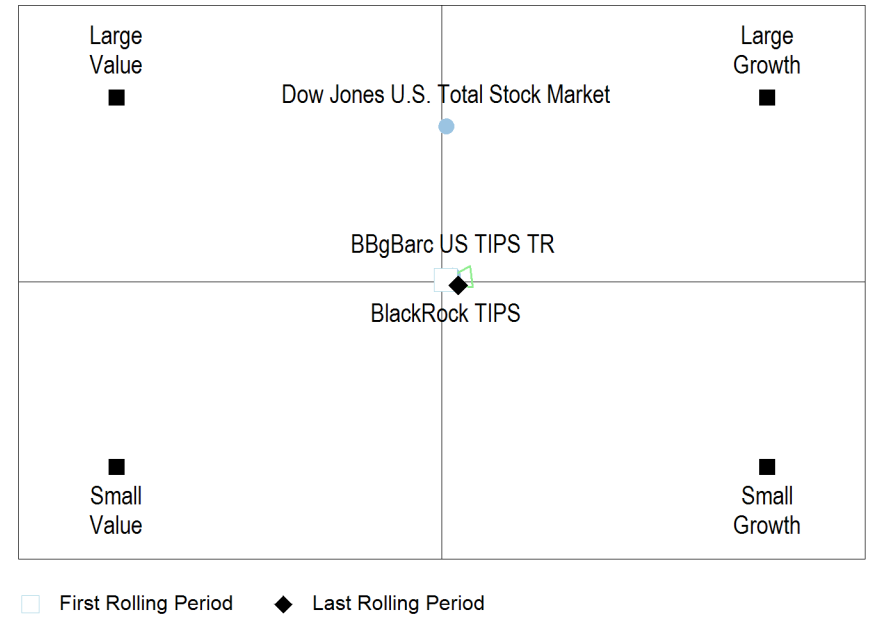 Large
Value
Large
Growth
Dow Jones U.S. Total Stock Market
BBgBarc US TIPS TR
BlackRock TIPS
Small
Value
Small
Growth
First Rolling Period
Last Rolling Period